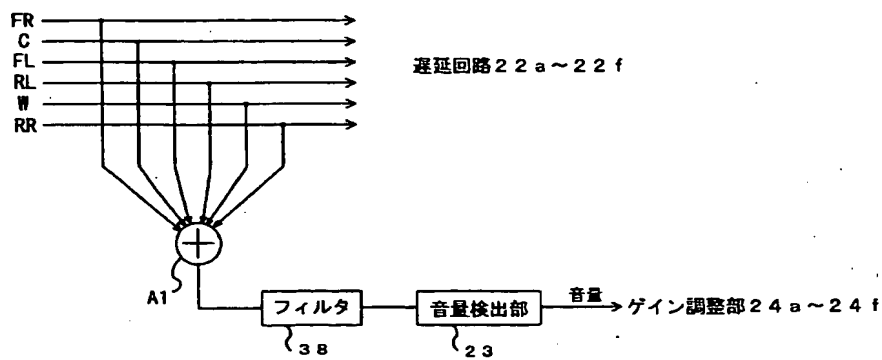 FR
C
FL
RL
W
RR
遅延回路22a～22f
A1
フィルタ
38
音量検出部
23
音量
ゲイン調整部24a～24f